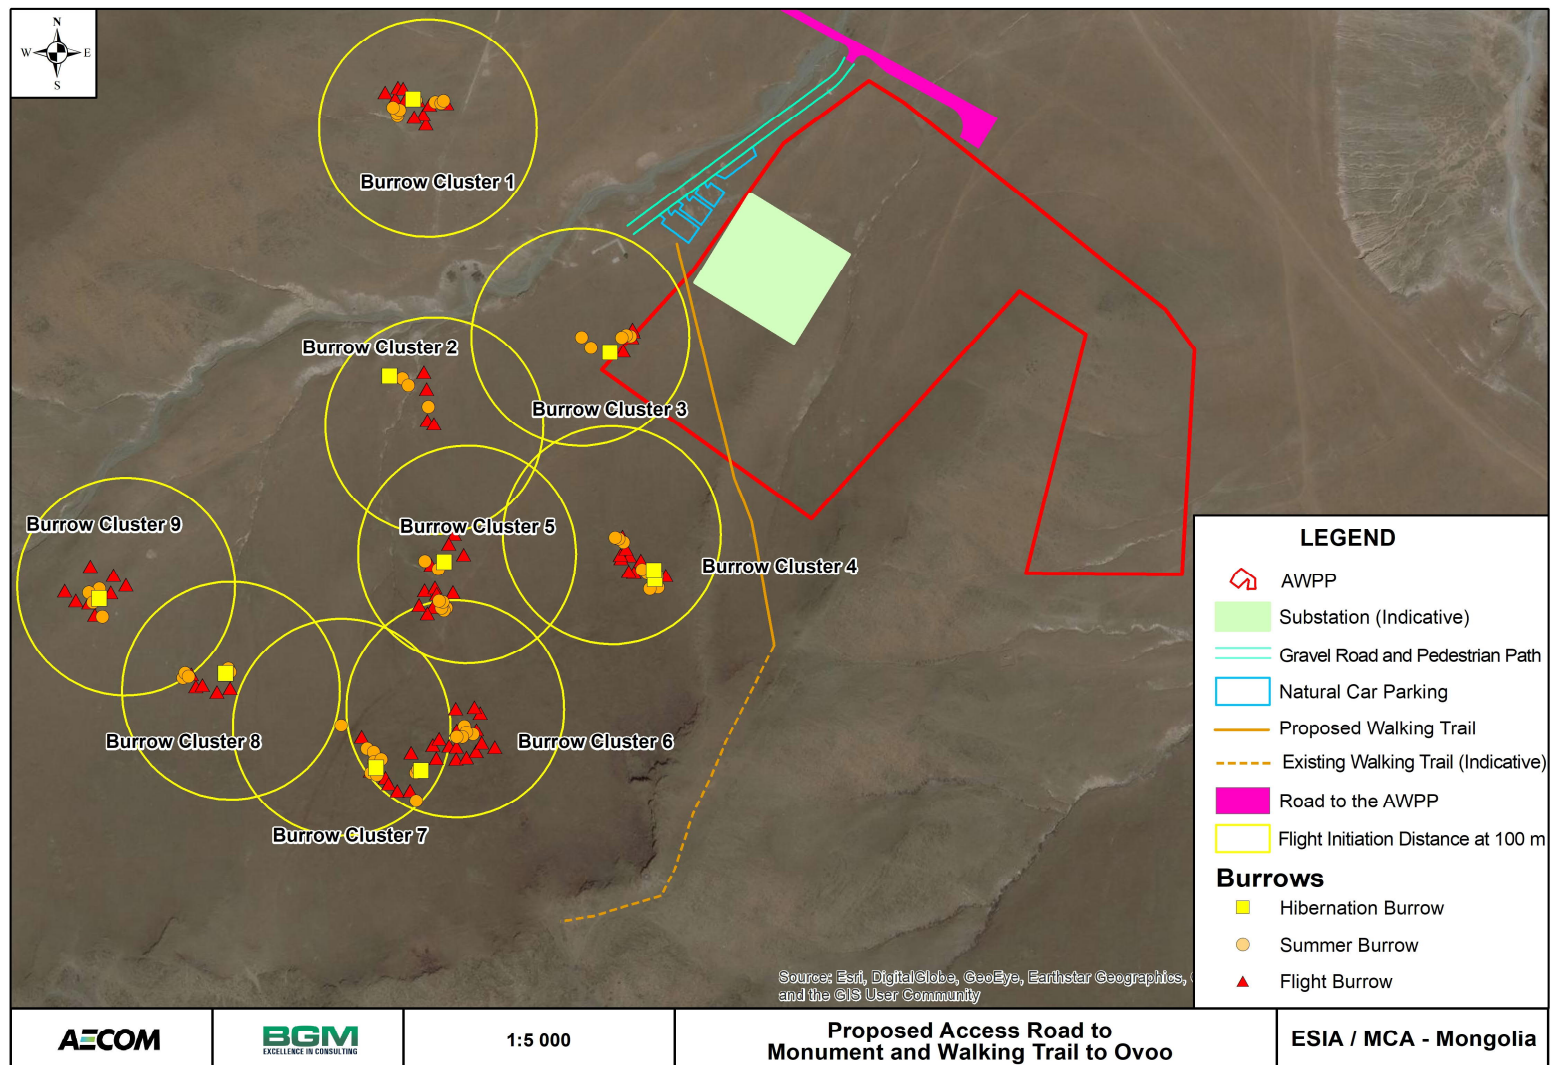 N
W
E
S
Burrow Cluster 1
Burrow Cluster 2
Burrow Cluster 3
Burrow Cluster 5
Burrow Cluster 9
Burrow Cluster 4
Burrow Cluster 8
Burrow Cluster 6
Burrow Cluster 7
LEGEND
AWPP
Substation (Indicative)
Gravel Road and Pedestrian Path
Natural Car Parking
Proposed Walking Trail
Existing Walking Trail (Indicative)
Road to the AWPP
Flight Initiation Distance at 100 m
Burrows
Hibernation Burrow
Summer Burrow
Flight Burrow
Source: Esri, DigitalGlobe, GeoEye, Earthstar Geographics,
and the GIS User Community
AECOM
BGM
EXCELLENCE IN CONSULTING
1:5 000
Proposed Access Road to
Monument and Walking Trail to Ovoo
ESIA / MCA - Mongolia